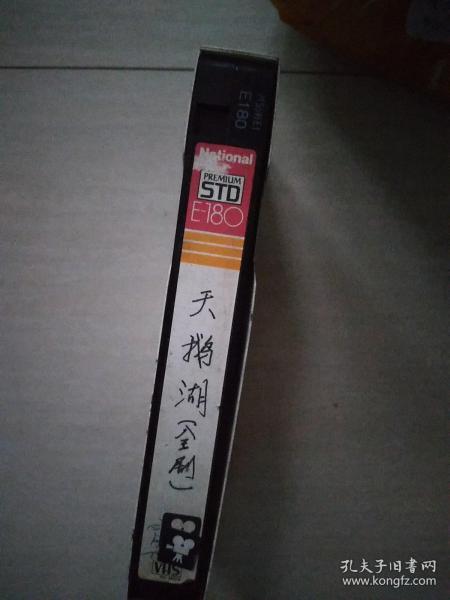 E180
National
PREMIUM
STD
E-180
天鹅湖(全剧)
VHS
孔夫子旧书网
www.kongfz.com